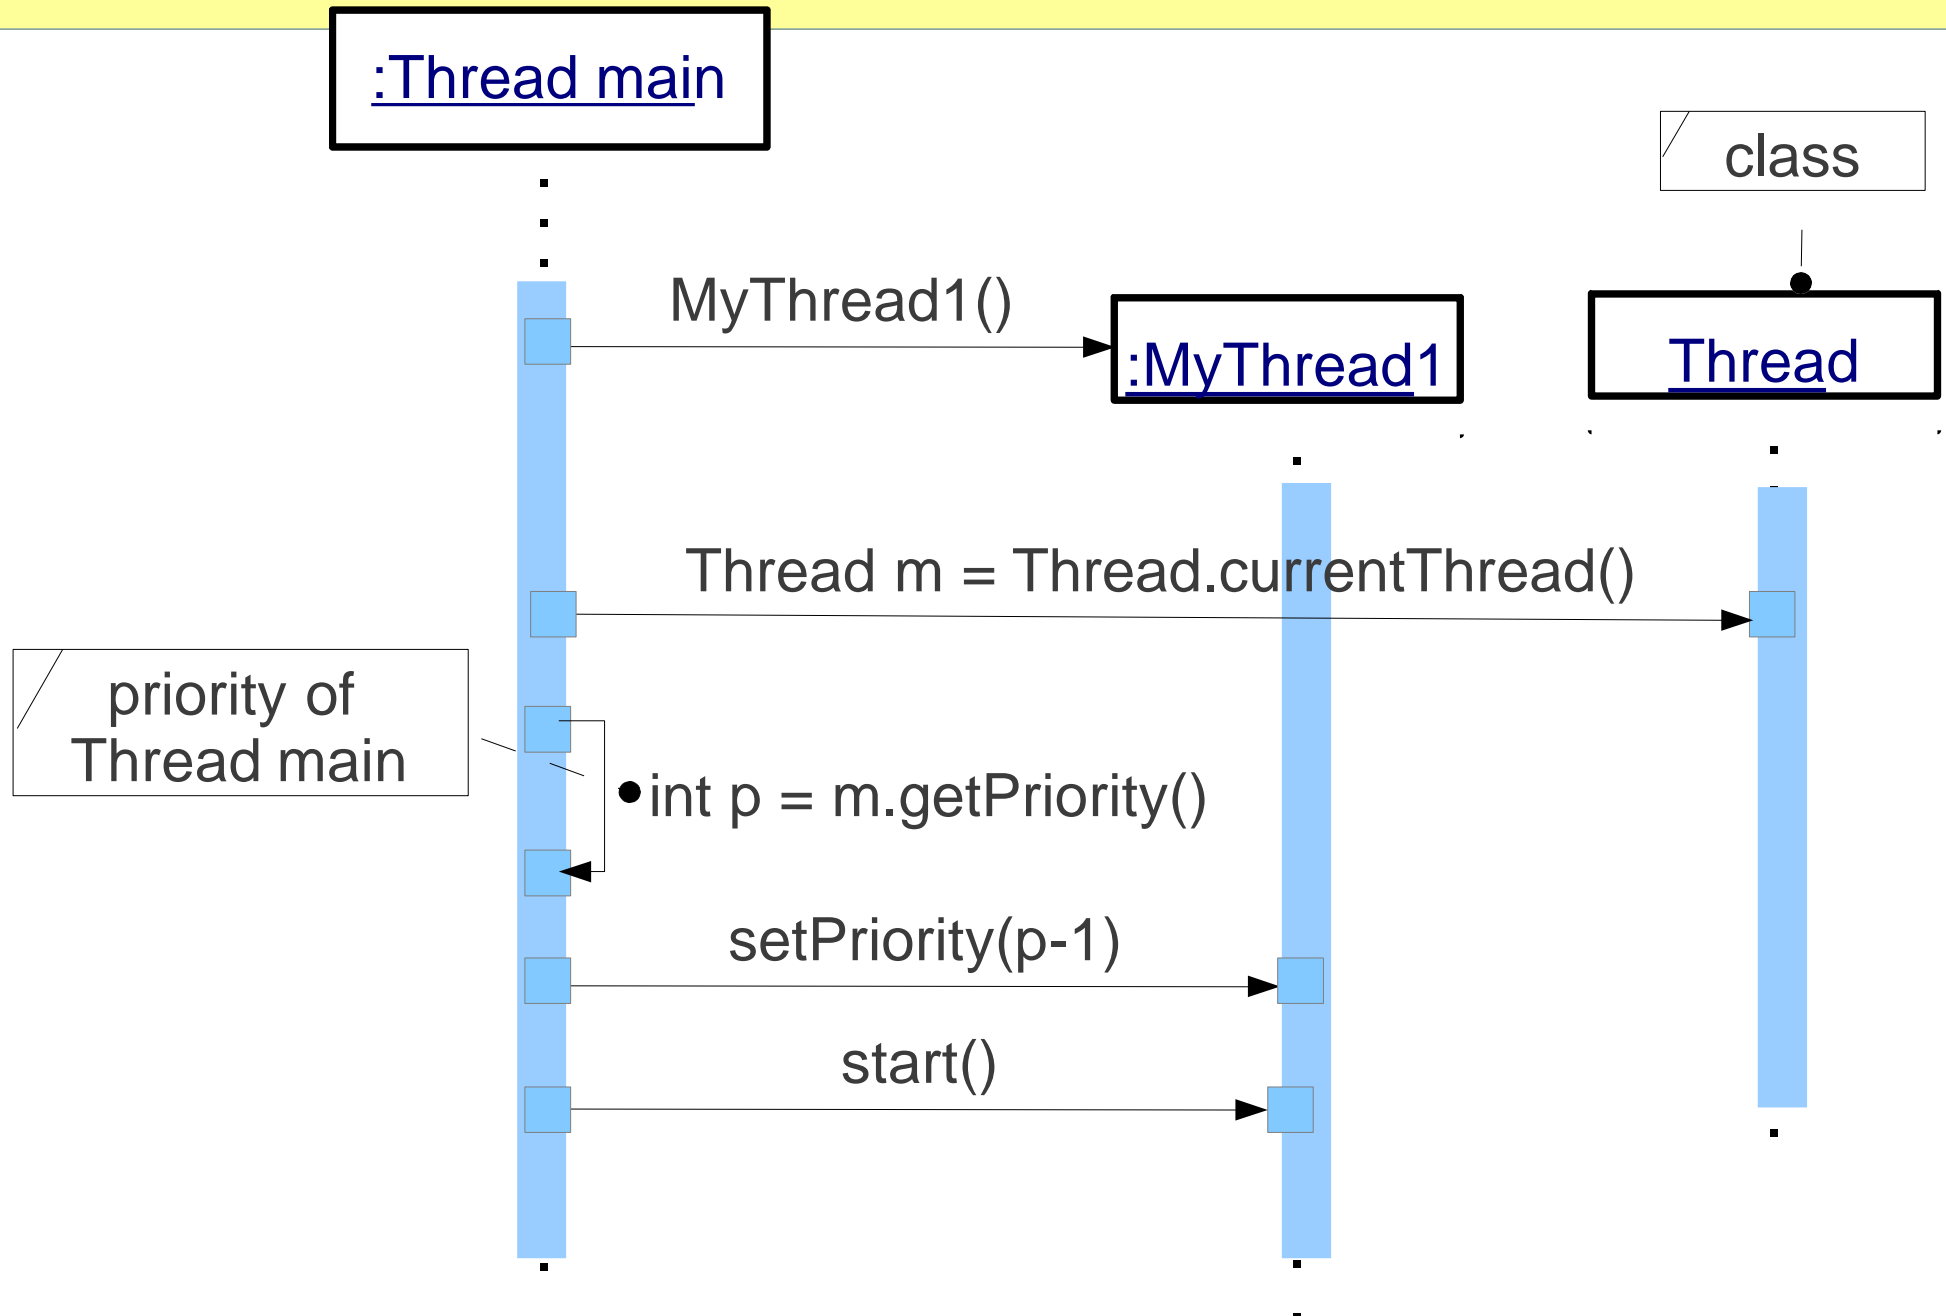 :Thread main
class
MyThread1()
:MyThread1
Thread
Thread m = Thread.currentThread()
priority of
Thread main
int p = m.getPriority()
setPriority(p-1)
start()